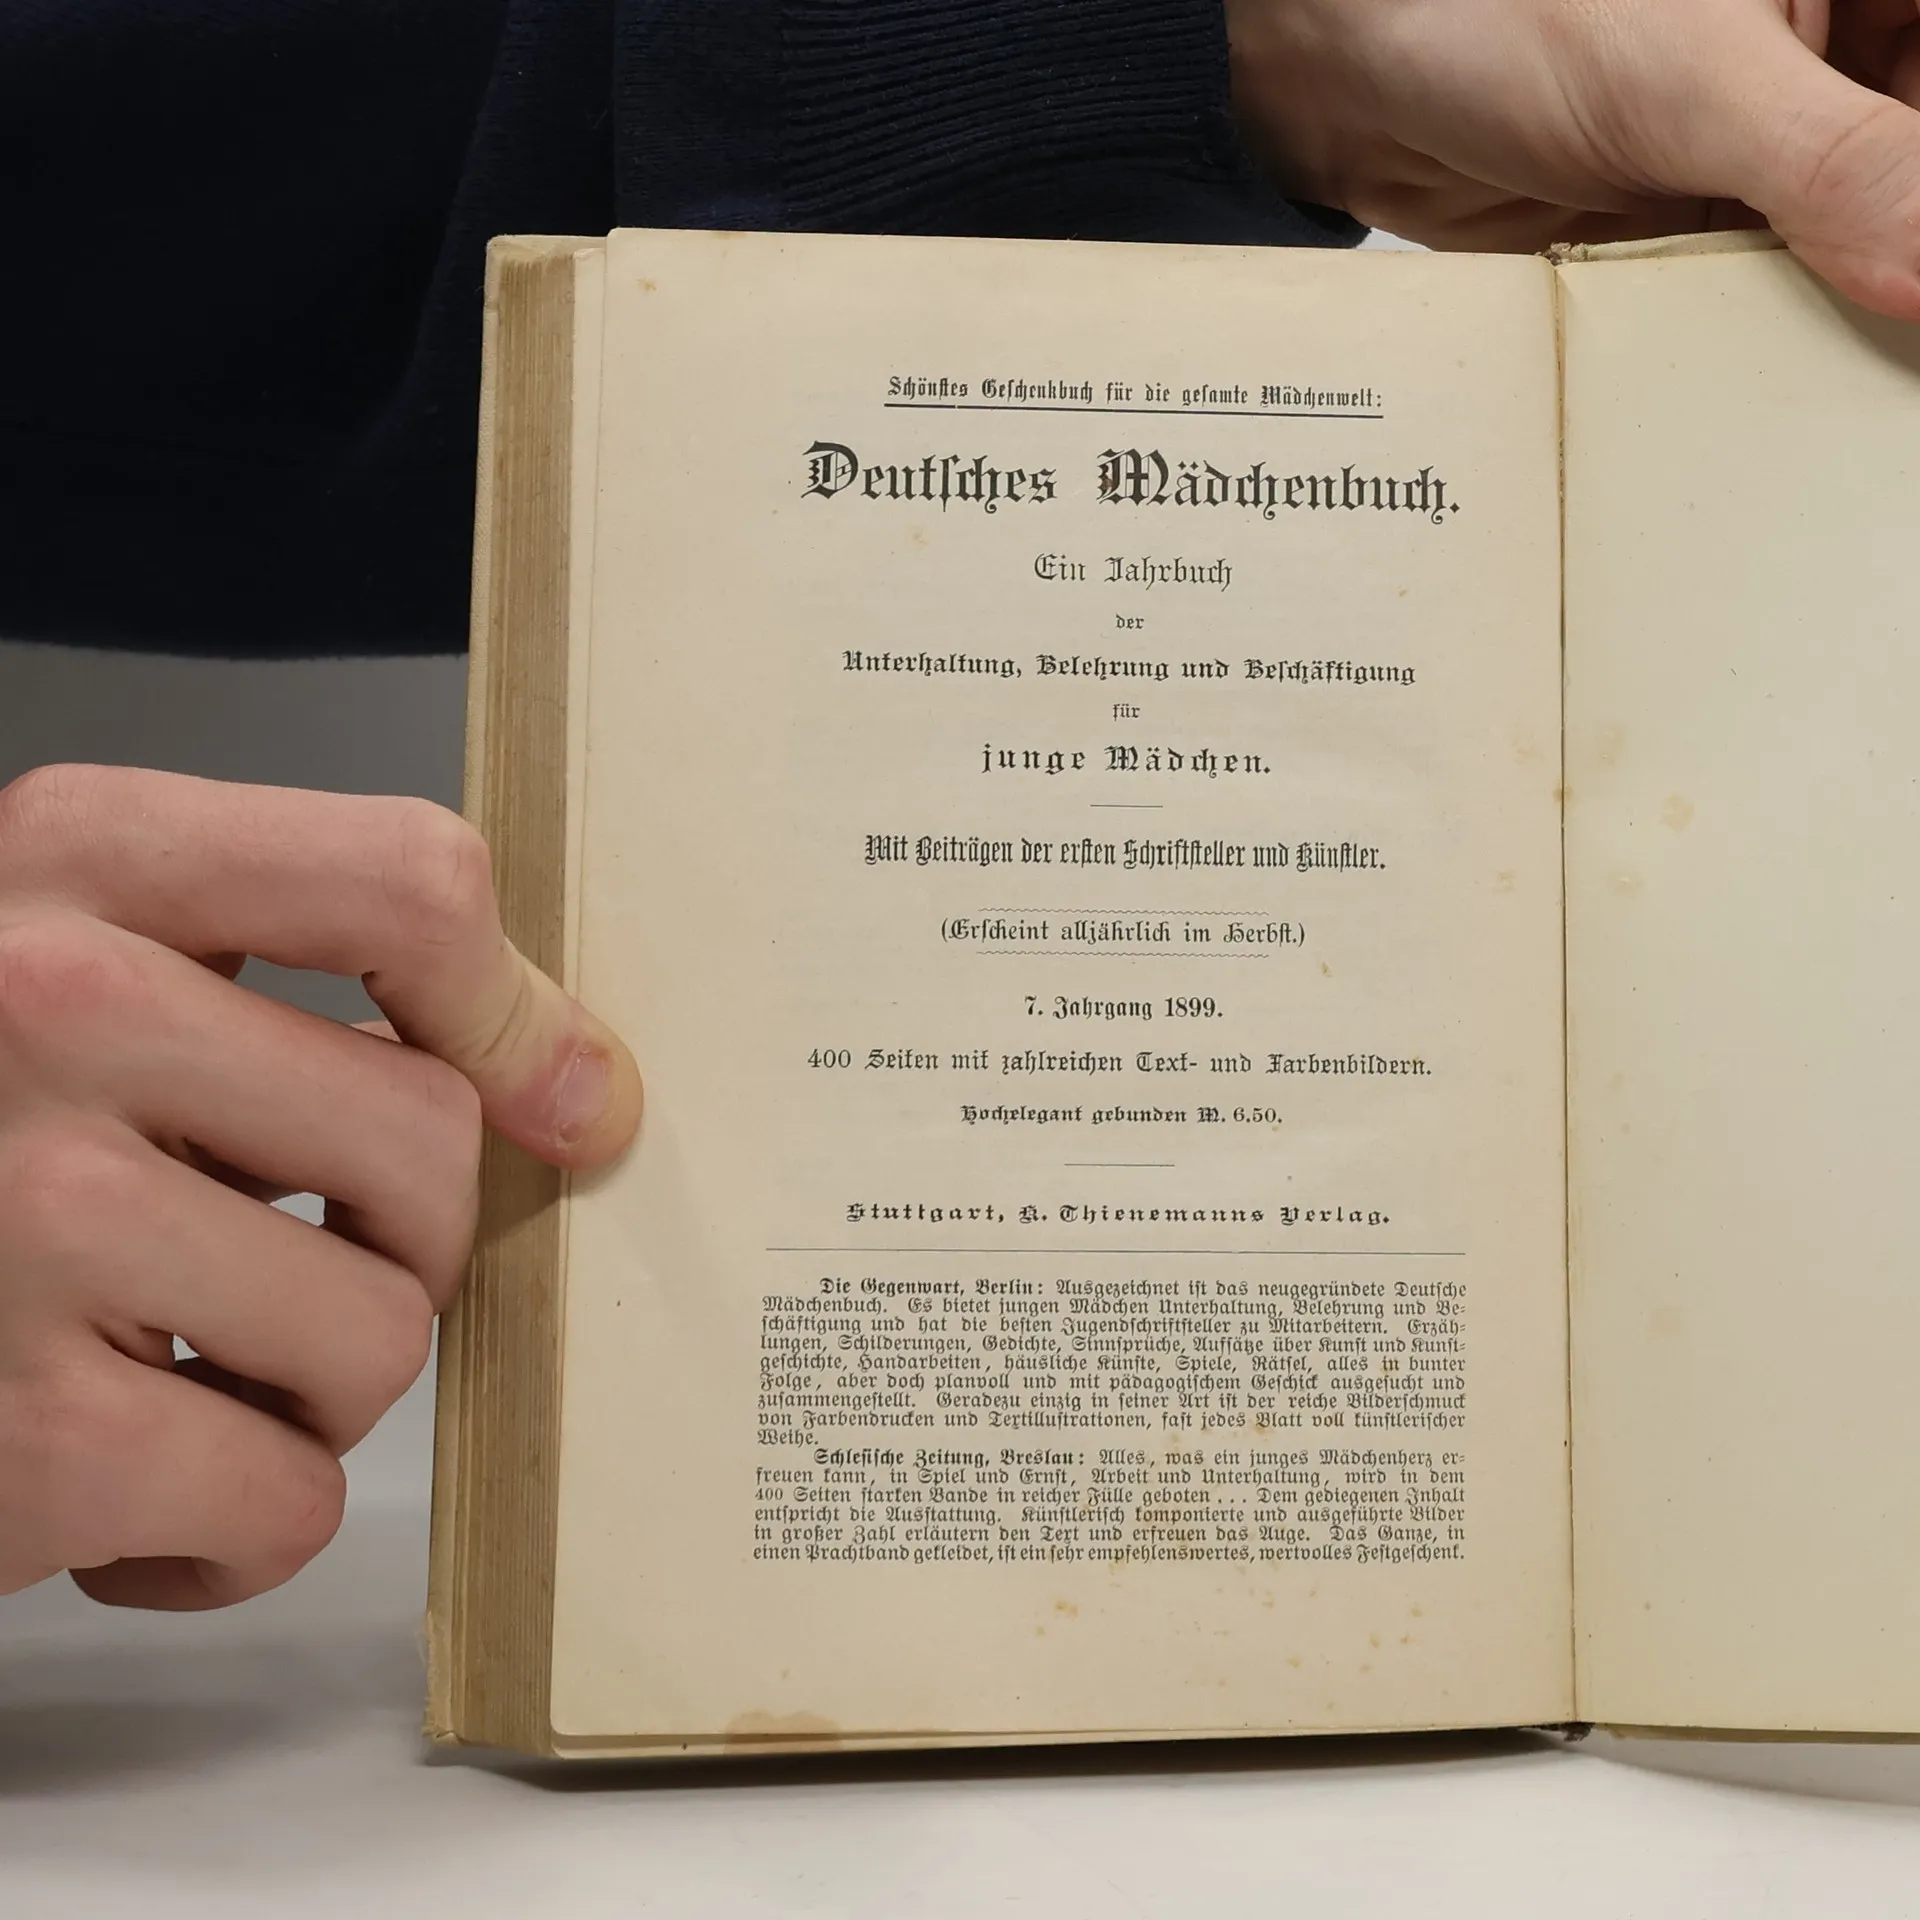 Schönstes Geschenkbuch für die gesamte Mädchenwelt:
Deutsches Mädchenbuch.
Ein Jahrbuch
der
Unterhaltung, Belehrung und Beschäftigung
für
junge Mädchen.
Mit Beiträgen der ersten Schriftsteller und Künstler.
(Erscheint alljährlich im Herbst.)
7. Jahrgang 1899.
400 Seiten mit zahlreichen Text- und Farbenbildern.
Hochelegant gebunden M. 6.50.
Stuttgart, K. Thienemanns Verlag.
Die Gegenwart, Berlin: Ausgezeichnet ist das neugegründete Deutsche
Mädchenbuch. Es bietet jungen Mädchen Unterhaltung, Belehrung und Be-
schäftigung und hat die besten Jugendschriftsteller zu Mitarbeitern. Erzäh-
lungen, Schilderungen, Gedichte, Sinnsprüche, Aufsätze über Kunst und Kunst-
geschichte, Handarbeiten, häusliche Künste, Spiele, Rätsel, alles in bunter
Folge, aber doch planvoll und mit pädagogischem Geschick ausgesucht und
zusammengestellt. Geradezu einzig in seiner Art ist der reiche Bilderschmuck
von Farbendrucken und Textillustrationen, fast jedes Blatt voll künstlerischer
Weihe.
Schlesische Zeitung, Breslau: Alles, was ein junges Mädchenherz er-
freuen kann, in Spiel und Ernst, Arbeit und Unterhaltung, wird in dem
400 Seiten starken Bande in reicher Fülle geboten... Dem gediegenen Inhalt
entspricht die Ausstattung. Künstlerisch komponierte und ausgeführte Bilder
in großer Zahl erläutern den Text und erfreuen das Auge. Das Ganze, in
einen Prachtband gekleidet, ist ein sehr empfehlenswertes, wertvolles Festgeschenk.